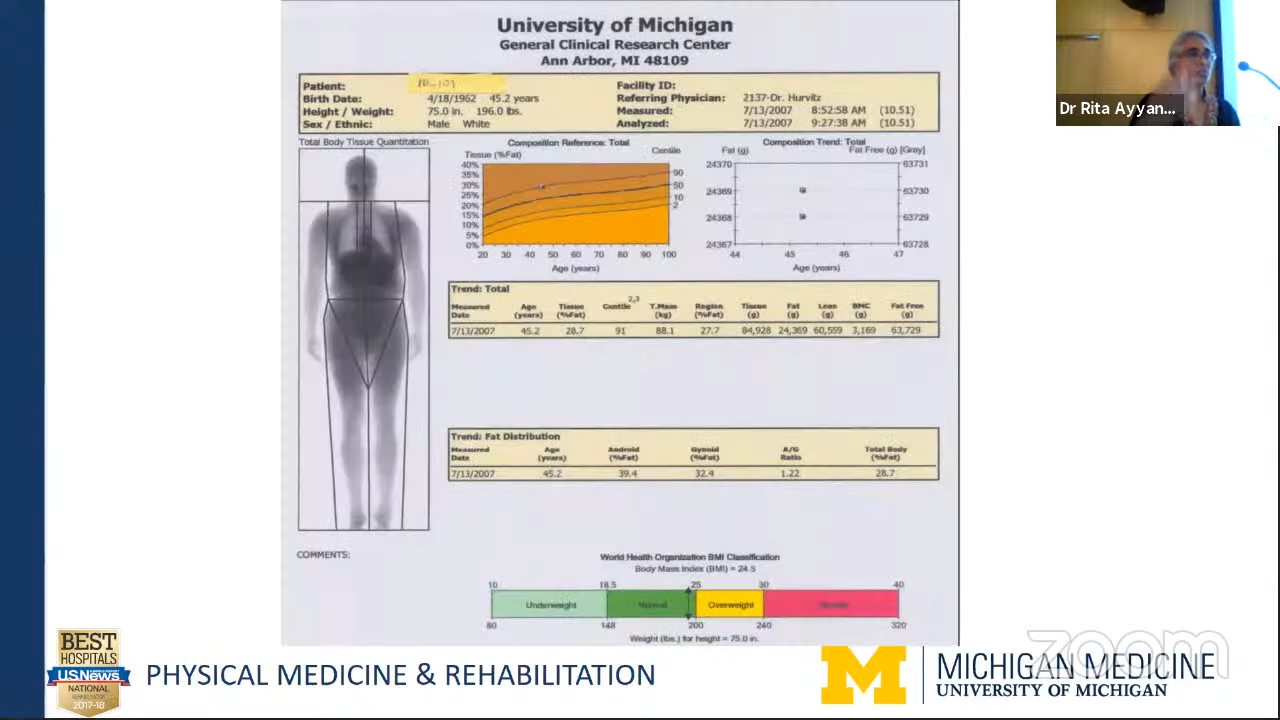 University of Michigan
General Clinical Research Center
Ann Arbor, MI 48109
Patient:
Facility ID:
Birth Date: 4/18/1962 45.2 years
Referring Physician: 2137-Dr. Hurvitz
Height / Weight: 75.0 in. 196.0 lbs.
Measured: 7/13/2007 8:52:58 AM (10.51)
Sex / Ethnic: Male White
Analyzed: 7/13/2007 9:27:38 AM (10.51)
Dr Rita Ayyan...
Total Body Tissue Quantitation
Composition Reference: Total
Tissue (%Fat) Centile
40%
35%
30%
25%
20%
15%
10%
5%
0%
90
50
10
2
20 30 40 50 60 70 80 90 100
Age (years)
Composition Trend: Total
Fat (g) Fat Free (g) [Gray]
24370 63731
24369 63730
24368 63729
24367 63728
44 45 46 47
Age (years)
Trend: Total
Measured Date Age (years) Tissue (%Fat) Centile 2,3 T.Mass (kg) Region (%Fat) Tissue (g) Fat (g) Lean (g) BMC (g) Fat Free (g)
7/13/2007 45.2 28.7 91 88.1 27.7 84,928 24,369 60,559 3,169 63,729
Trend: Fat Distribution
Measured Date Age (years) Android (%Fat) Gynoid (%Fat) A/G Ratio Total Body (%Fat)
7/13/2007 45.2 39.4 32.4 1.22 28.7
COMMENTS:
World Health Organization BMI Classification
Body Mass Index (BMI) = 24.5
10 18.5 25 30 40
Underweight Normal Overweight
80 148 200 240 320
Weight (lbs.) for height = 75.0 in.
zoom
BEST
HOSPITALS
U.S.News
NATIONAL
REHABILITATION
2017-18
PHYSICAL MEDICINE & REHABILITATION
M
MICHIGAN MEDICINE
UNIVERSITY OF MICHIGAN